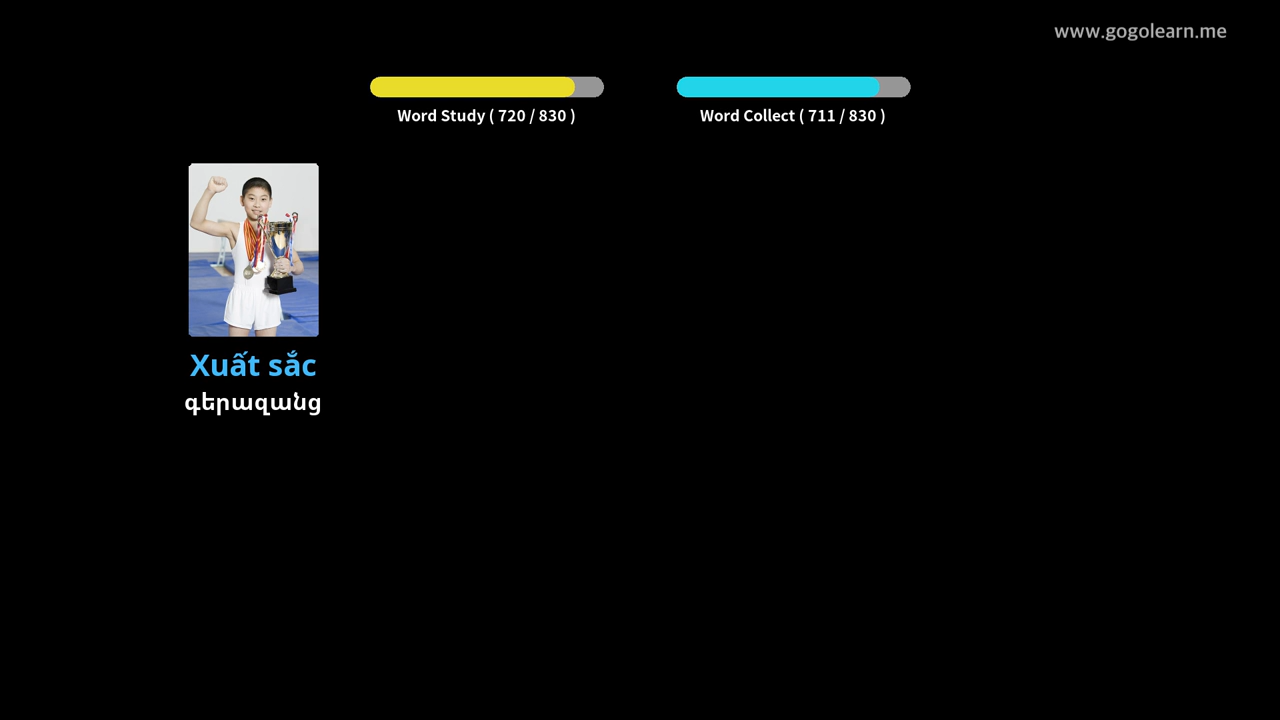 www.gogolearn.me
Word Study ( 720 / 830 )
Word Collect ( 711 / 830 )
Xuất sắc
գերազանց